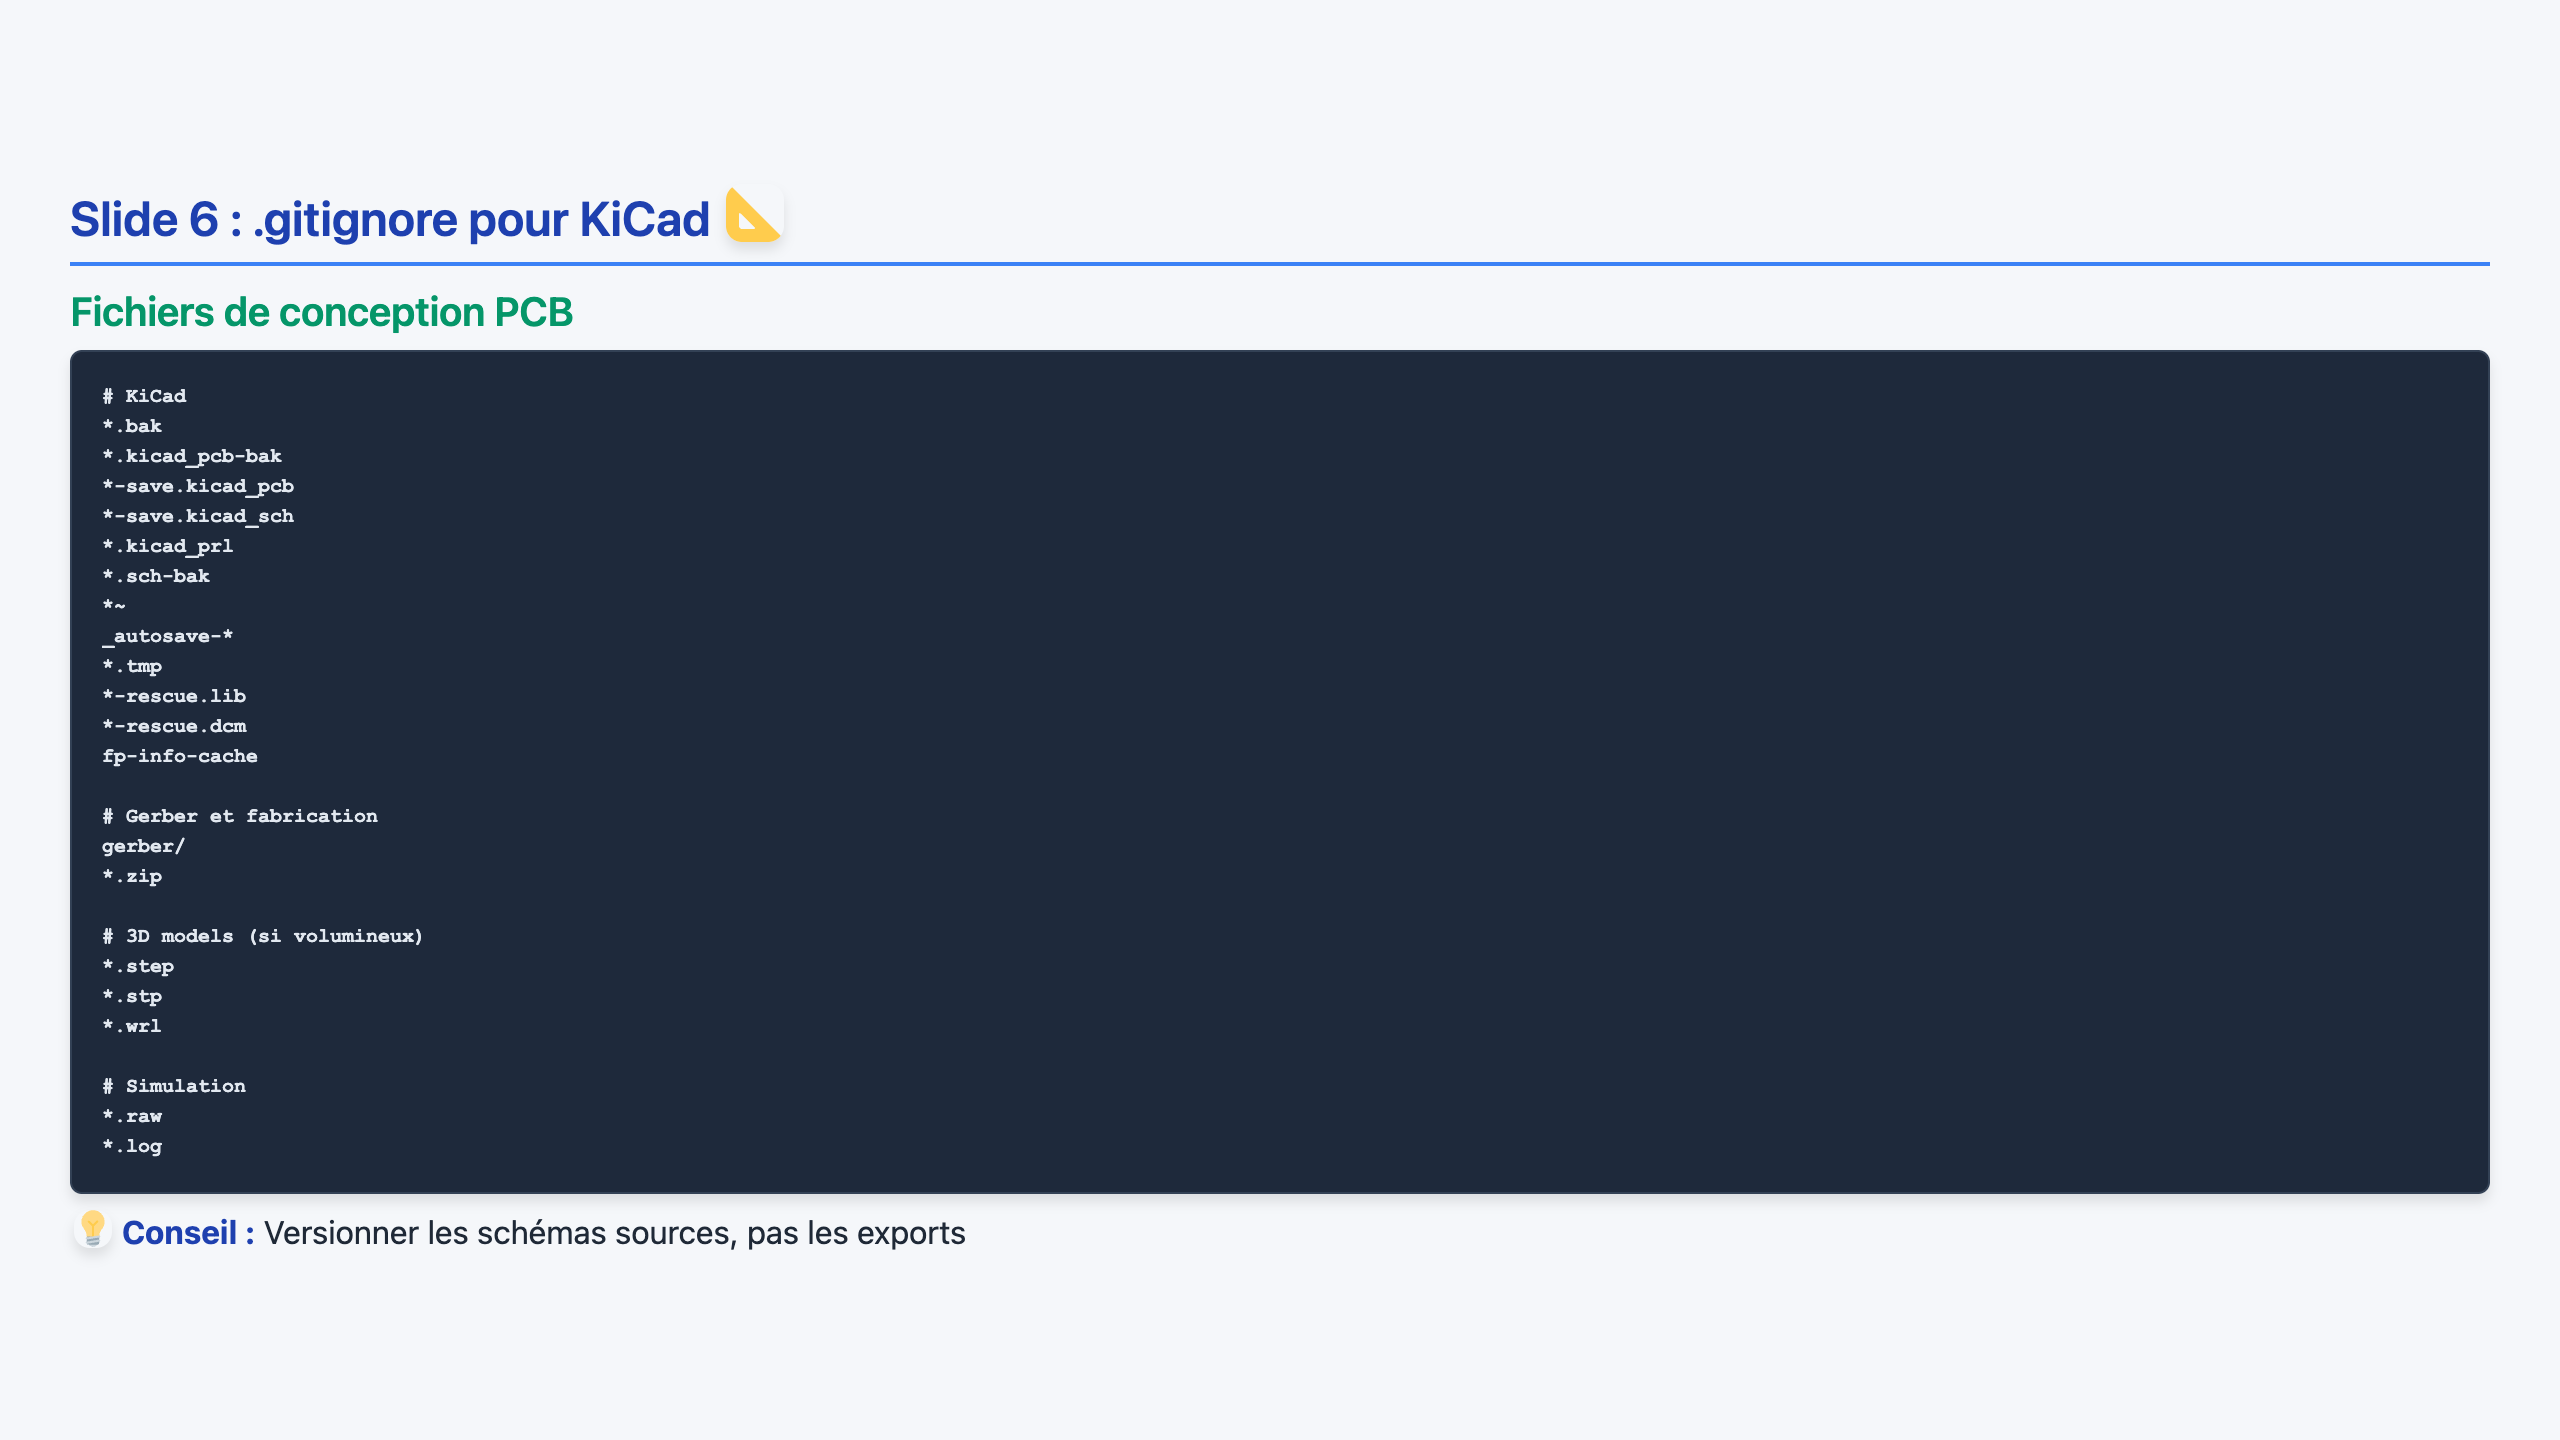 Slide 6 : .gitignore pour KiCad
Fichiers de conception PCB
# KiCad
*.bak
*.kicad_pcb-bak
*-save.kicad_pcb
*-save.kicad_sch
*.kicad_prl
*.sch-bak
*~
_autosave-*
*.tmp
*-rescue.lib
*-rescue.dcm
fp-info-cache
# Gerber et fabrication
gerber/
*.zip
# 3D models (si volumineux)
*.step
*.stp
*.wrl
# Simulation
*.raw
*.log
Conseil : Versionner les schémas sources, pas les exports